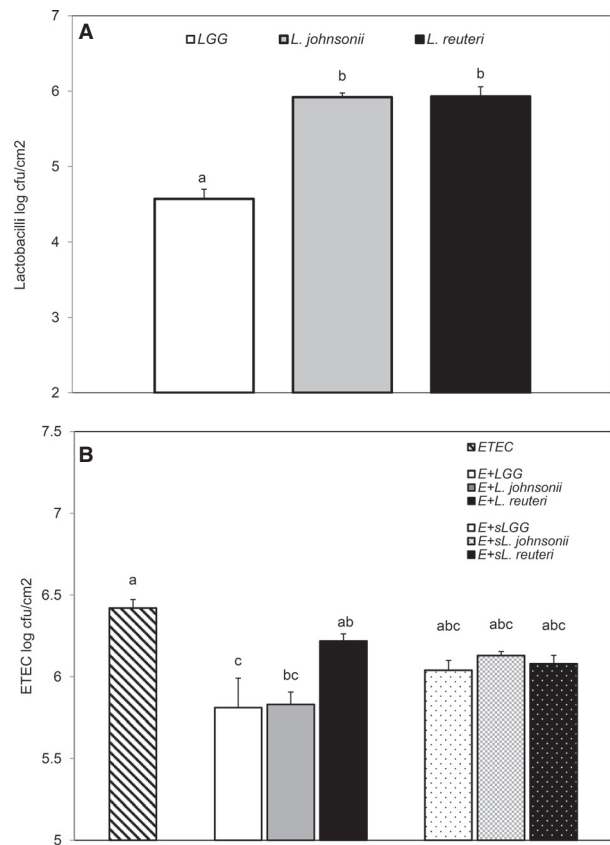 A
LGG L. johnsonii L. reuteri
7
6
5
4
3
2
Lactobacilli log cfu/cm2
a
b
b
B
7.5
7
6.5
6
5.5
5
ETEC log cfu/cm2
ETEC
E+LGG
E+L. johnsonii
E+L. reuteri
E+sLGG
E+sL. johnsonii
E+sL. reuteri
a
c
bc
ab
abc
abc
abc